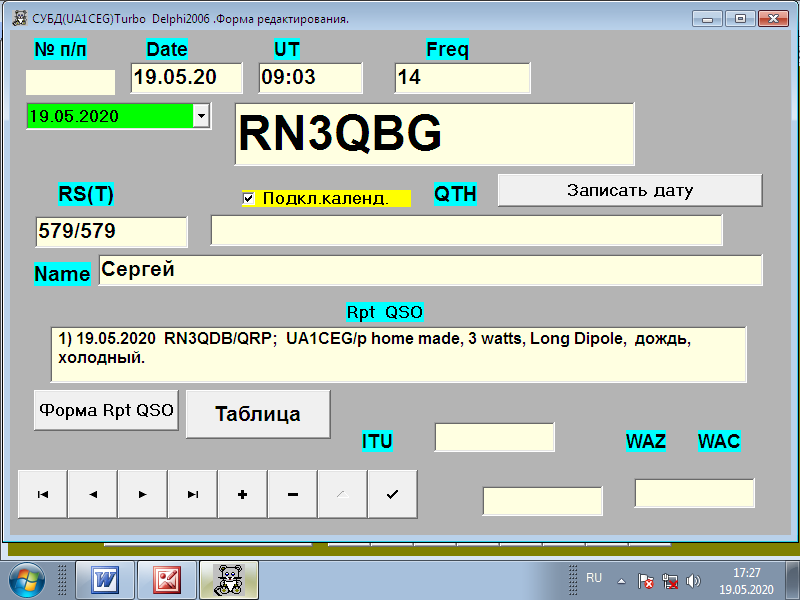 СУБД(UA1CEG)Turbo Delphi2006 .Форма редактирования.
№ п/п Date UT Freq
19.05.20 09:03 14
19.05.2020
RN3QBG
RS(T) Подкл.календ. QTH Записать дату
579/579
Name Сергей
Rpt QSO
1) 19.05.2020 RN3QDB/QRP; UA1CEG/p home made, 3 watts, Long Dipole, дождь,
холодный.
Форма Rpt QSO Таблица
ITU WAZ WAC
RU 17:27
19.05.2020